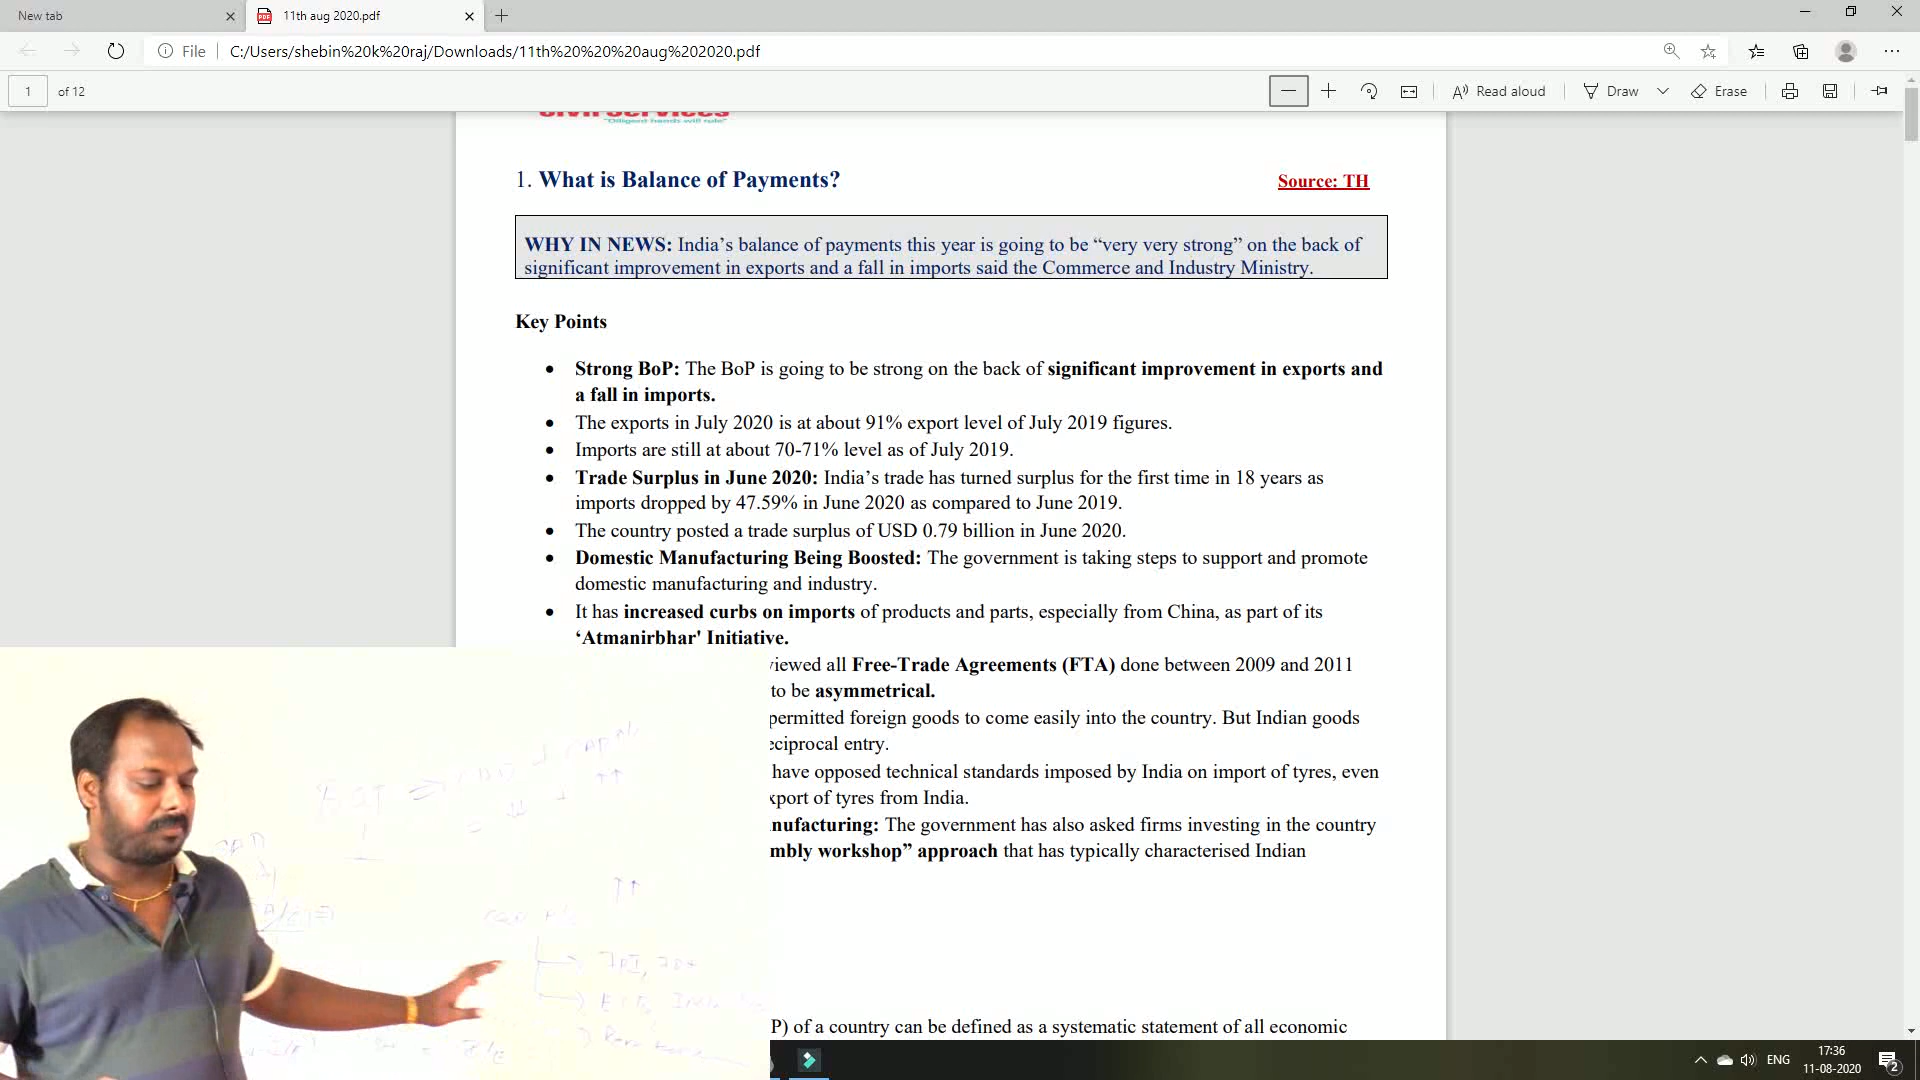 New tab
11th aug 2020.pdf
File
C:/Users/shebin%20k%20raj/Downloads/11th%20%20%20aug%202020.pdf
1 of 12
Read aloud
Draw
Erase
Civil Services
"Diligent hands will rule"
1. What is Balance of Payments?
Source: TH
WHY IN NEWS: India’s balance of payments this year is going to be “very very strong” on the back of
significant improvement in exports and a fall in imports said the Commerce and Industry Ministry.
Key Points
• Strong BoP: The BoP is going to be strong on the back of significant improvement in exports and
a fall in imports.
• The exports in July 2020 is at about 91% export level of July 2019 figures.
• Imports are still at about 70-71% level as of July 2019.
• Trade Surplus in June 2020: India’s trade has turned surplus for the first time in 18 years as
imports dropped by 47.59% in June 2020 as compared to June 2019.
• The country posted a trade surplus of USD 0.79 billion in June 2020.
• Domestic Manufacturing Being Boosted: The government is taking steps to support and promote
domestic manufacturing and industry.
• It has increased curbs on imports of products and parts, especially from China, as part of its
‘Atmanirbhar' Initiative.
viewed all Free-Trade Agreements (FTA) done between 2009 and 2011
to be asymmetrical.
permitted foreign goods to come easily into the country. But Indian goods
eciprocal entry.
have opposed technical standards imposed by India on import of tyres, even
xport of tyres from India.
nufacturing: The government has also asked firms investing in the country
mbly workshop” approach that has typically characterised Indian
P) of a country can be defined as a systematic statement of all economic
ENG
17:36
11-08-2020
2